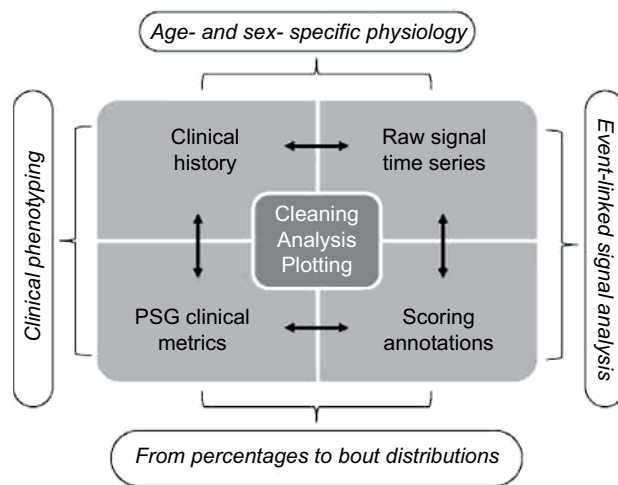 Age- and sex- specific physiology
Clinical phenotyping
Clinical
history
Raw signal
time series
Cleaning
Analysis
Plotting
PSG clinical
metrics
Scoring
annotations
Event-linked signal analysis
From percentages to bout distributions